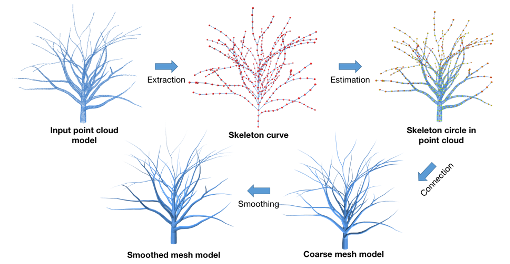 Extraction
Estimation
Input point cloud
model
Skeleton curve
Skeleton circle in
point cloud
Connection
Smoothing
Smoothed mesh model
Coarse mesh model